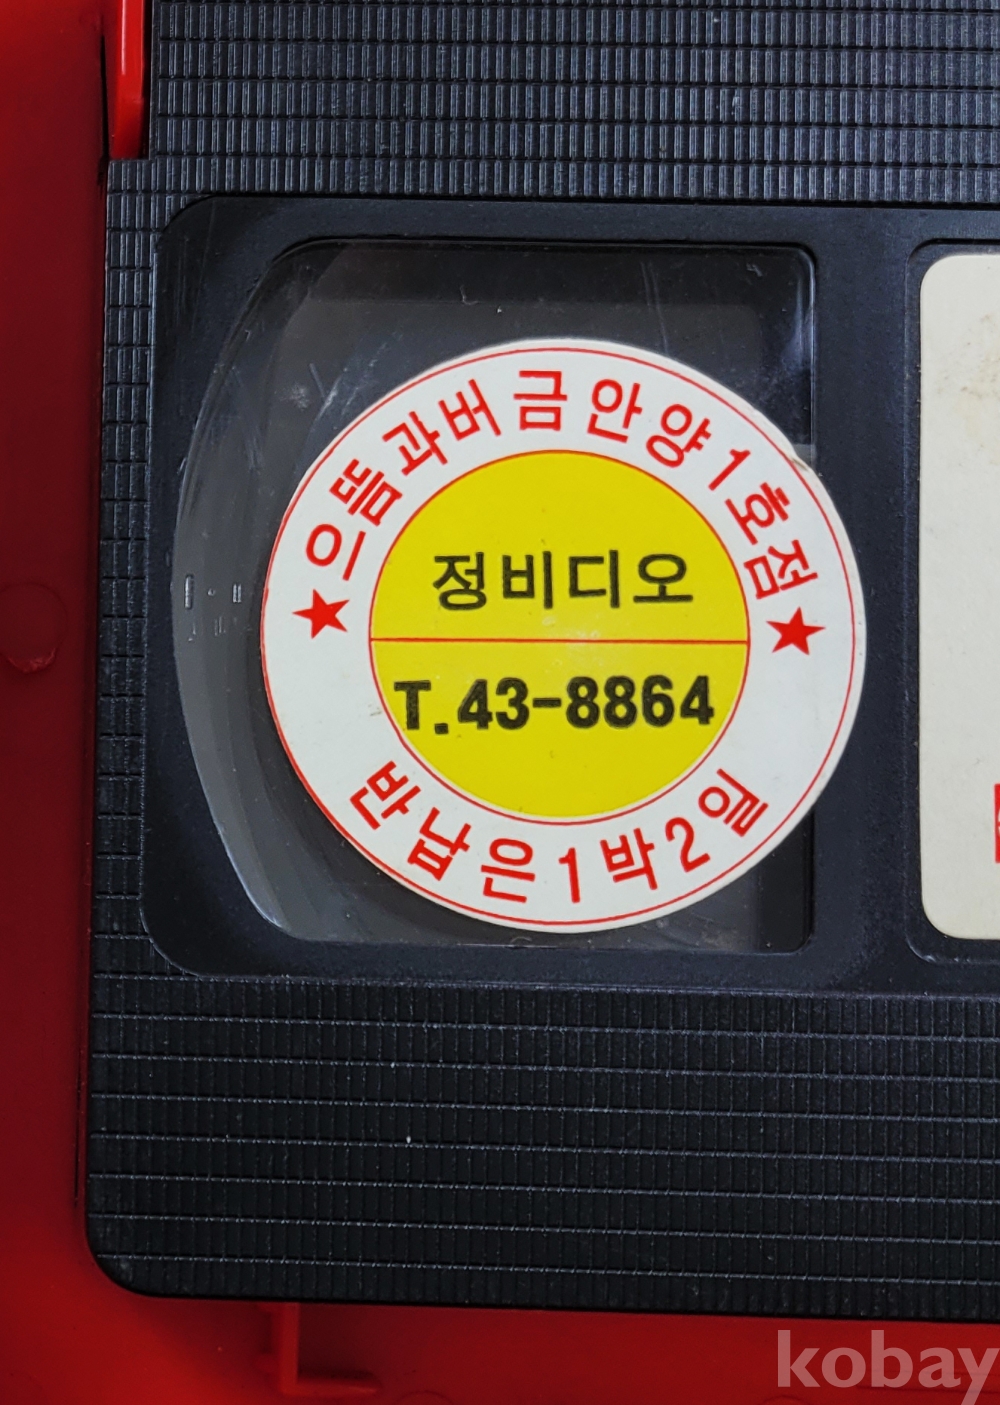 ★으뜸과버금안양1호점★
정비디오
T.43-8864
반납은1박2일
kobay